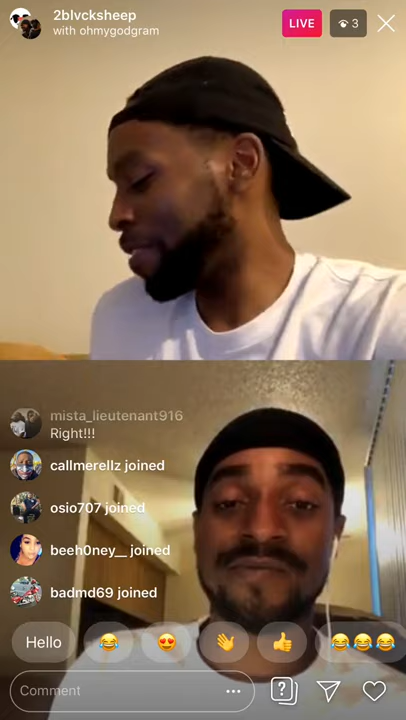 2blvcksheep
with ohmygodgram
LIVE
3
mista_lieutenant916
Right!!!
callmerellz joined
osio707 joined
beeh0ney__ joined
badmd69 joined
Hello
Comment